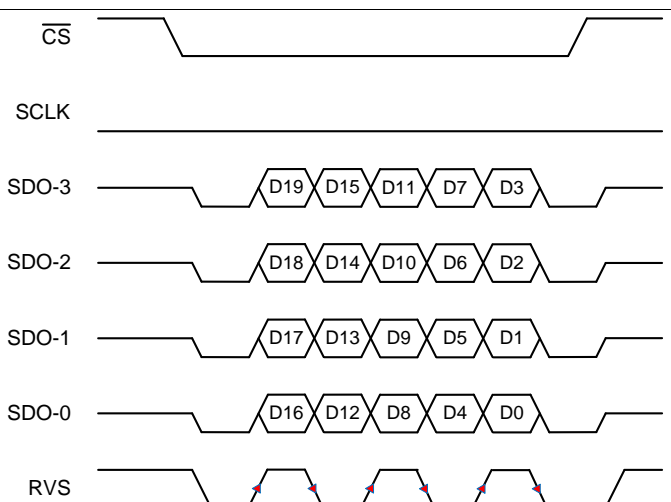 CS
SCLK
SDO-3 D19 D15 D11 D7 D3
SDO-2 D18 D14 D10 D6 D2
SDO-1 D17 D13 D9 D5 D1
SDO-0 D16 D12 D8 D4 D0
RVS